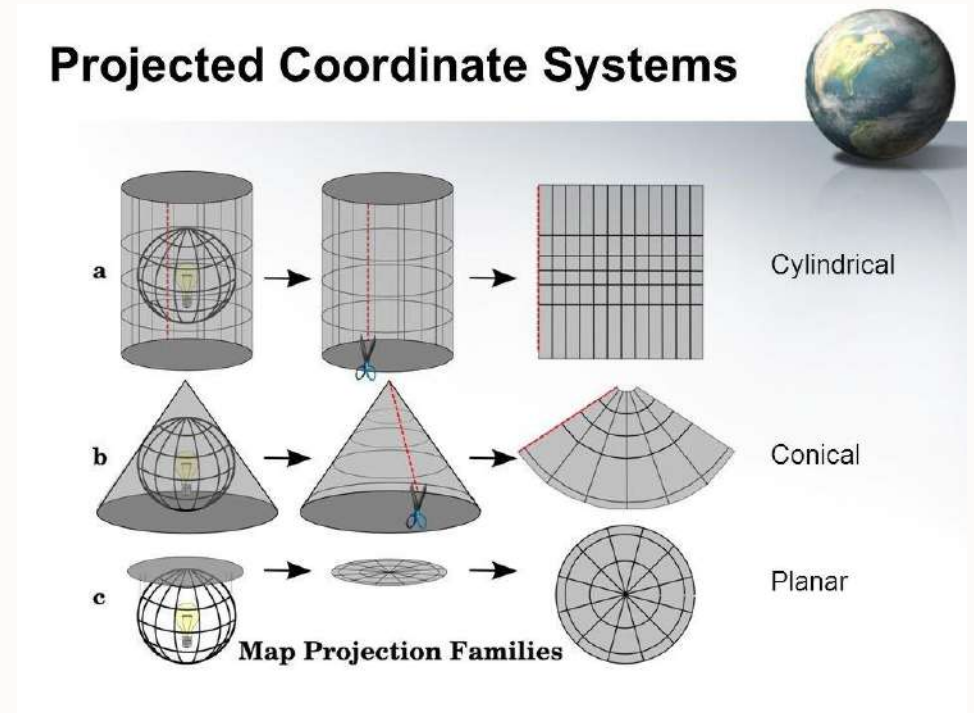 Projected Coordinate Systems
a
Cylindrical
b
Conical
c
Planar
Map Projection Families